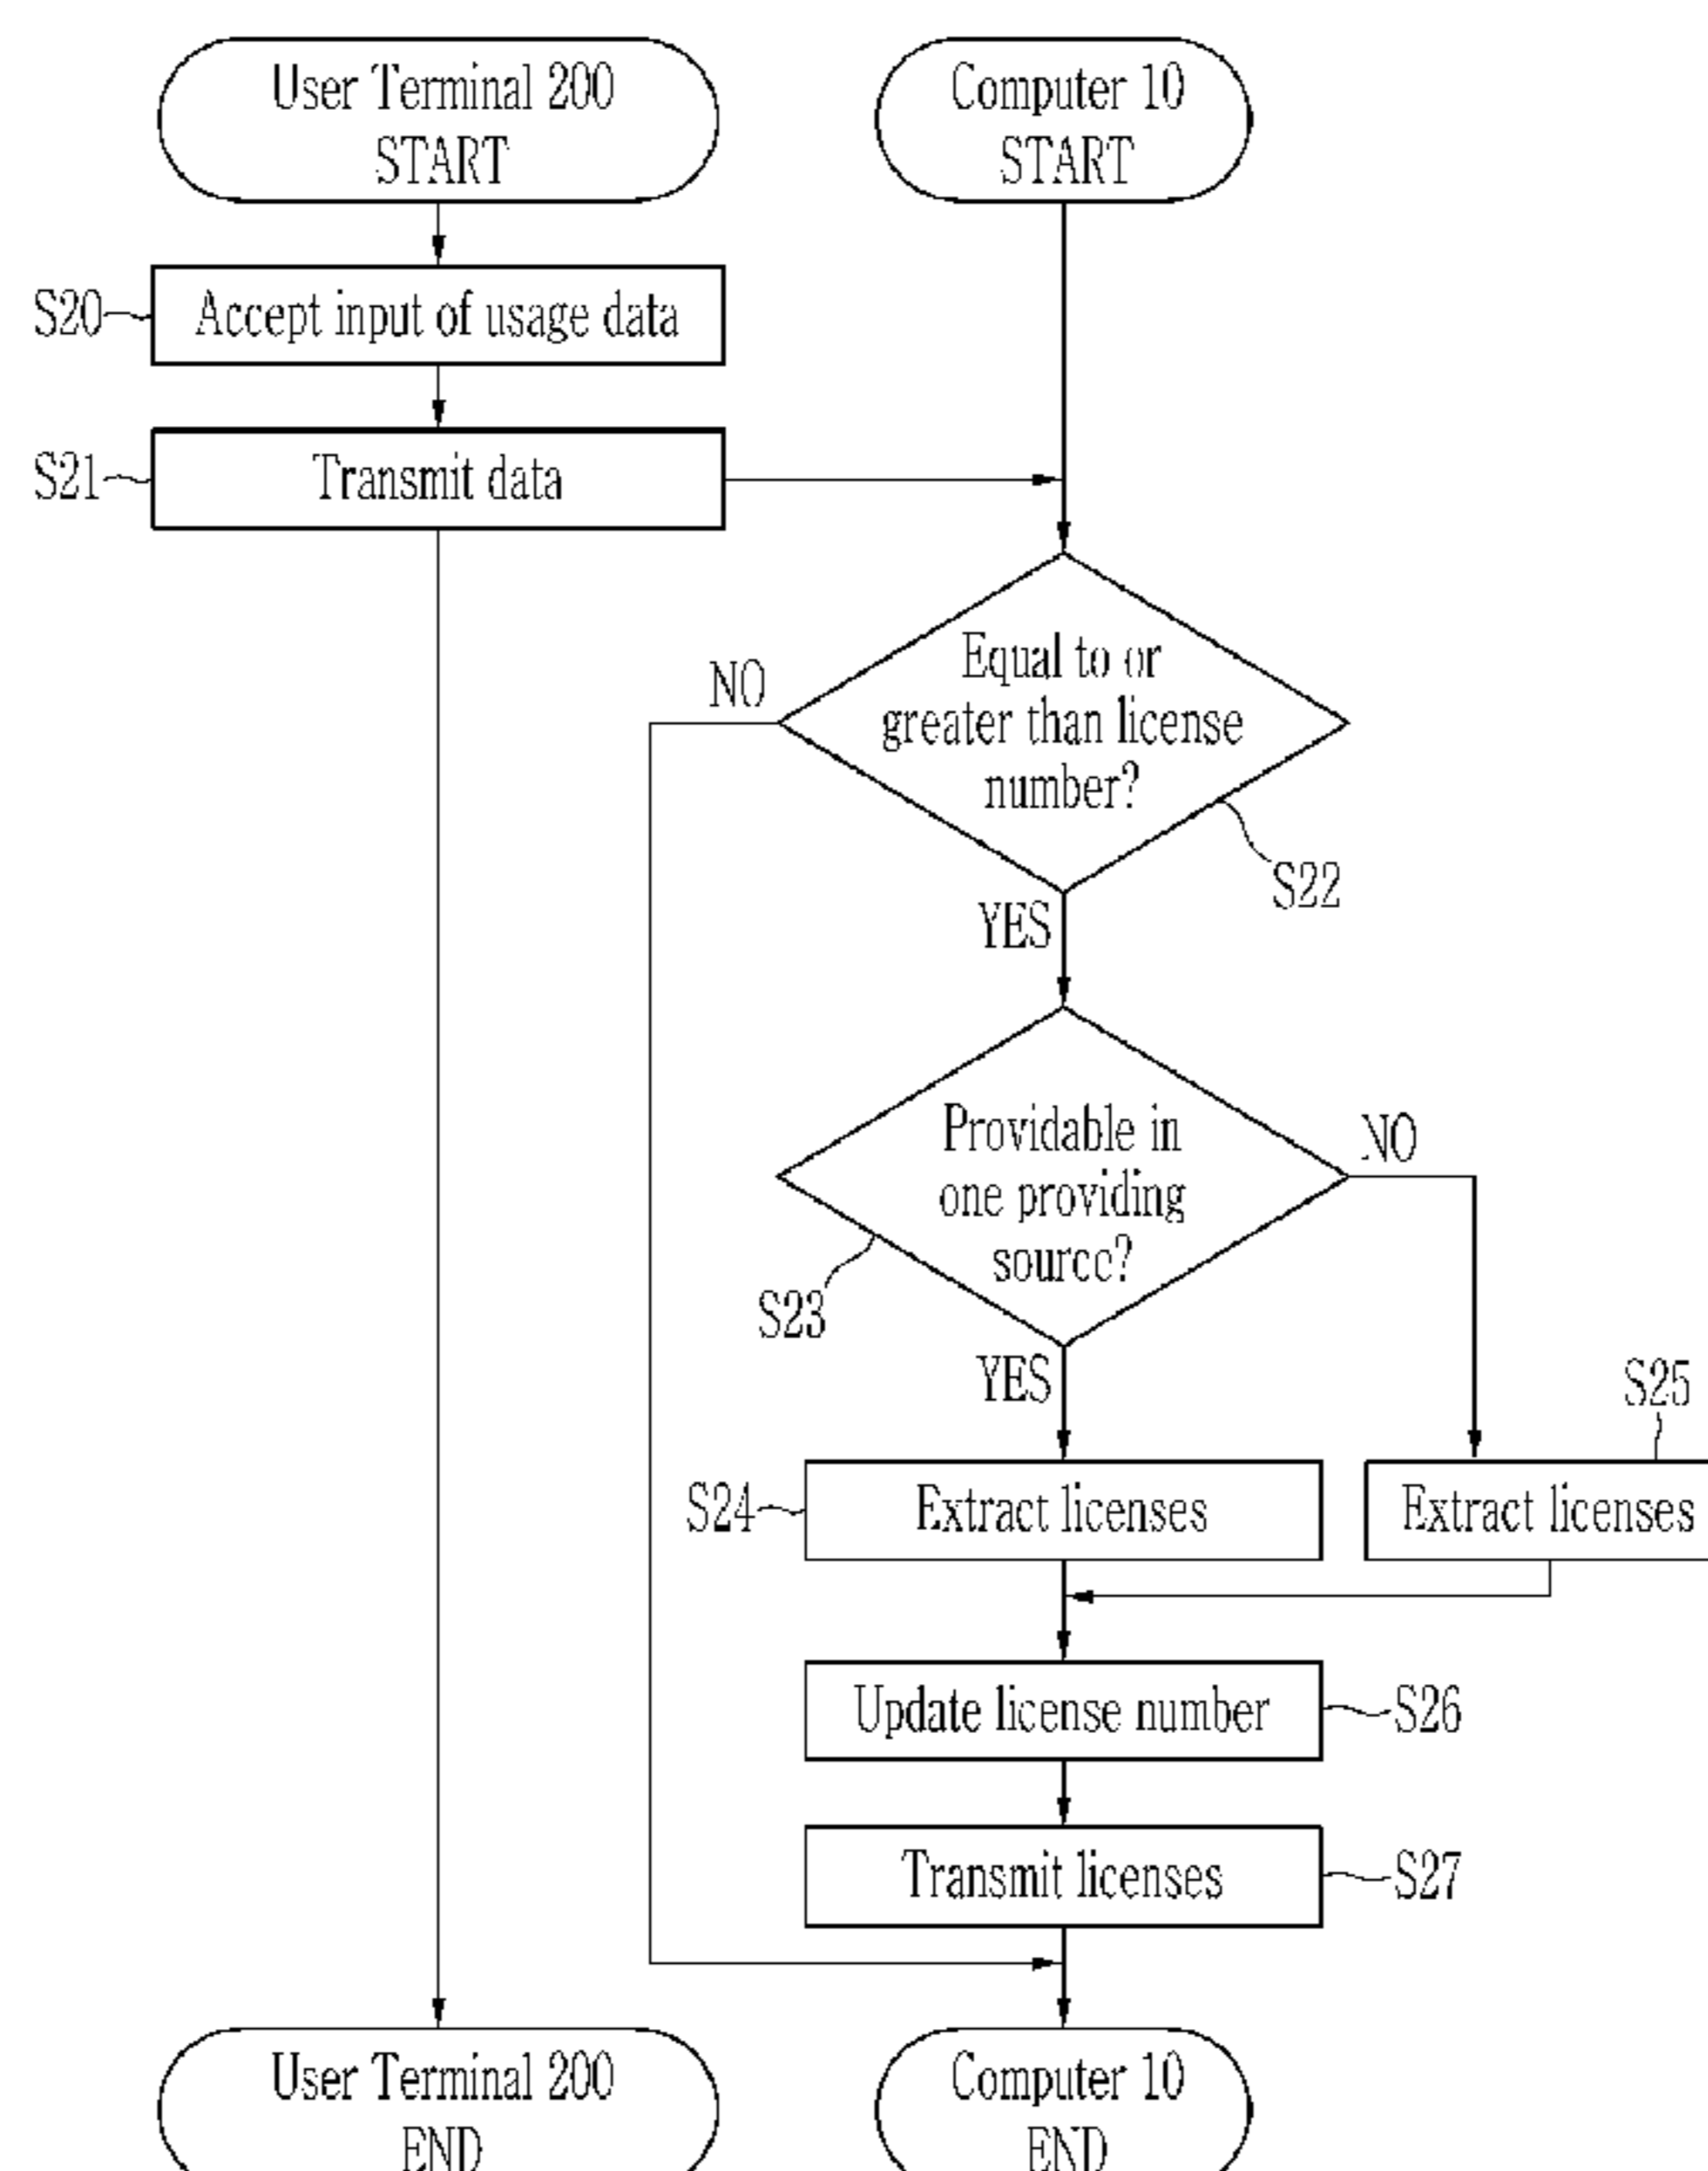 User Terminal 200
START
Computer 10
START
S20
Accept input of usage data
S21
Transmit data
Equal to or
greater than license
number?
NO
S22
YES
Providable in
one providing
source?
NO
S23
YES
S25
S24
Extract licenses
Extract licenses
Update license number
S26
Transmit licenses
S27
User Terminal 200
END
Computer 10
END